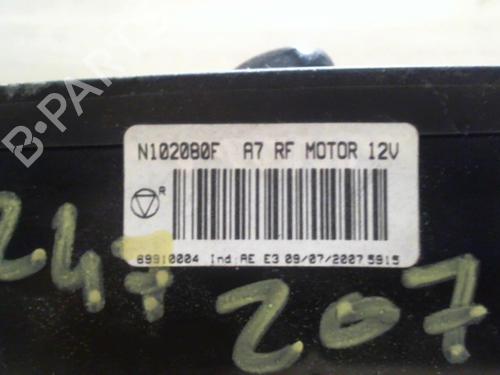 B-PARTS
N102080F A7 RF MOTOR 12V
R
89910004 Ind:AE E3 09/07/2007 5915
247
207